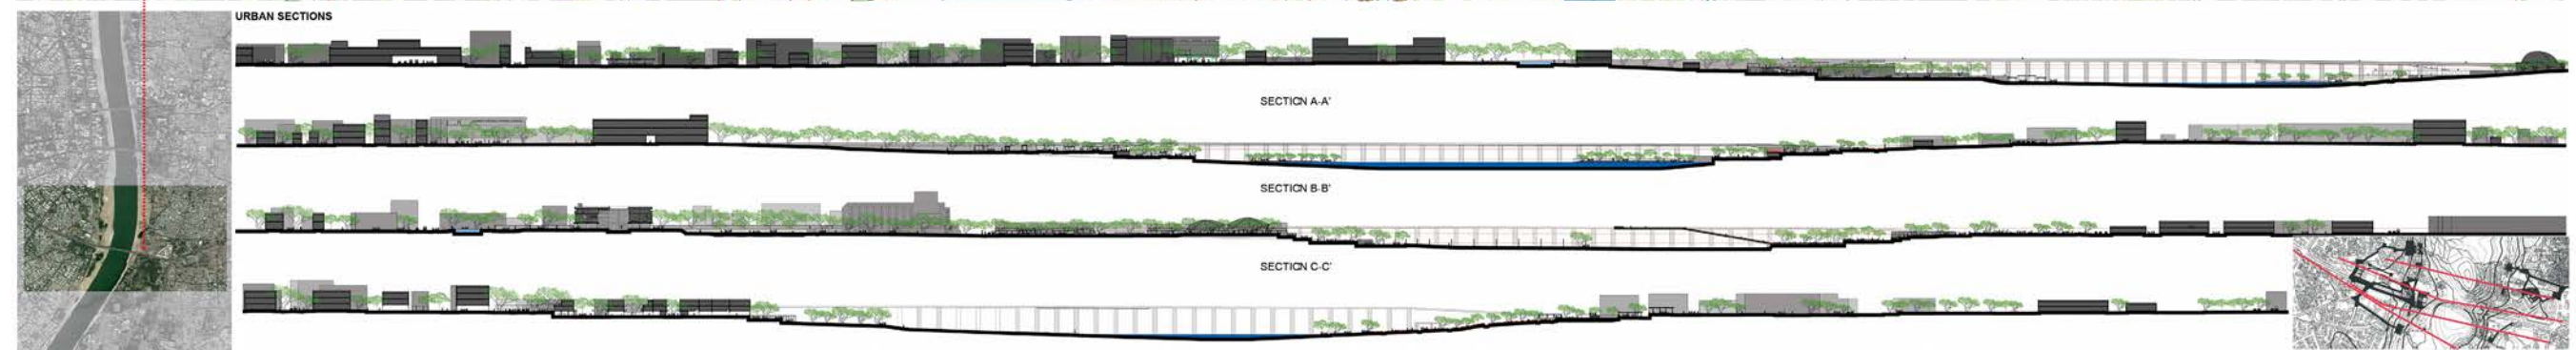 URBAN SECTIONS
SECTION A-A'
SECTION B-B'
SECTION C-C'